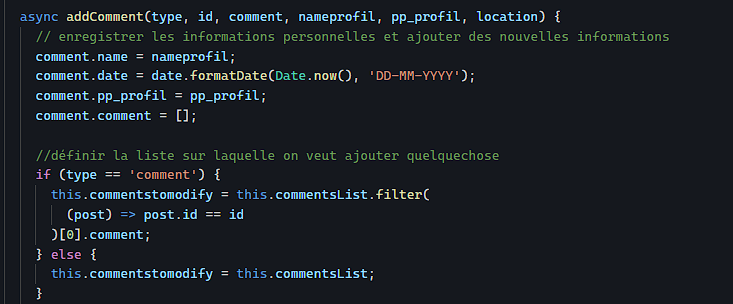 async addComment(type, id, comment, nameprofil, pp_profil, location) {
// enregistrer les informations personnelles et ajouter des nouvelles informations
comment.name = nameprofil;
comment.date = date.formatDate(Date.now(), 'DD-MM-YYYY');
comment.pp_profil = pp_profil;
comment.comment = [];
//définir la liste sur laquelle on veut ajouter quelquechose
if (type == 'comment') {
this.commentstomodify = this.commentsList.filter(
(post) => post.id == id
)[0].comment;
} else {
this.commentstomodify = this.commentsList;
}